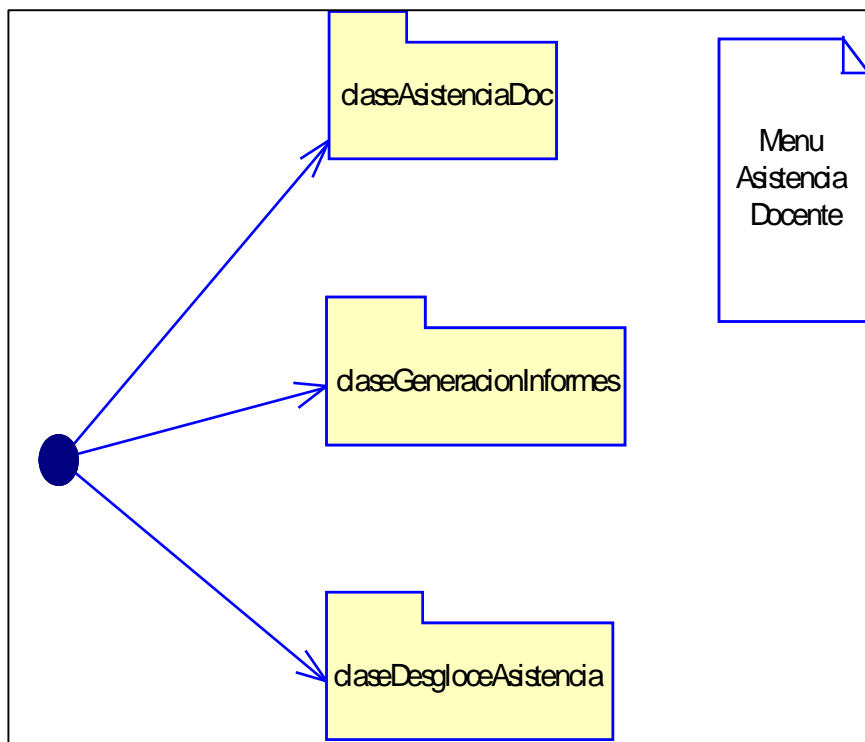 claseAsistenciaDoc
Menu
Asistencia
Docente
claseGeneracionInformes
claseDesgloceAsistencia